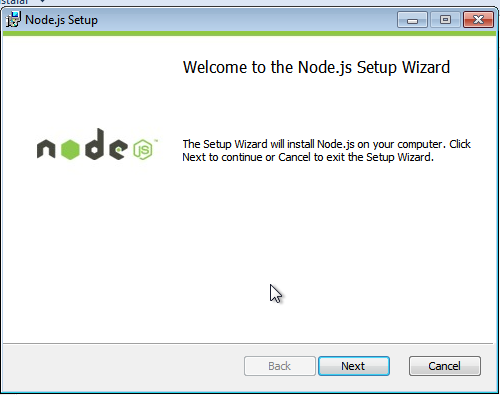 stalar
Node.js Setup
Welcome to the Node.js Setup Wizard
node
JS
The Setup Wizard will install Node.js on your computer. Click
Next to continue or Cancel to exit the Setup Wizard.
Back
Next
Cancel